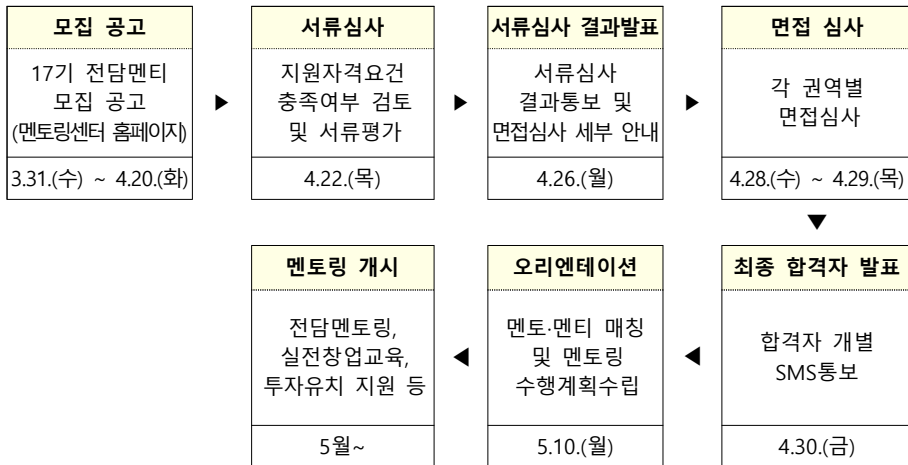 모집 공고
17기 전담멘티
모집 공고
(멘토링센터 홈페이지)
3.31.(수) ~ 4.20.(화)
▶
서류심사
지원자격요건
충족여부 검토
및 서류평가
4.22.(목)
▶
서류심사 결과발표
서류심사
결과통보 및
면접심사 세부 안내
4.26.(월)
▶
면접 심사
각 권역별
면접심사
4.28.(수) ~ 4.29.(목)
▼
최종 합격자 발표
합격자 개별
SMS통보
4.30.(금)
◀
오리엔테이션
멘토·멘티 매칭
및 멘토링
수행계획수립
5.10.(월)
◀
멘토링 개시
전담멘토링,
실전창업교육,
투자유치 지원 등
5월~